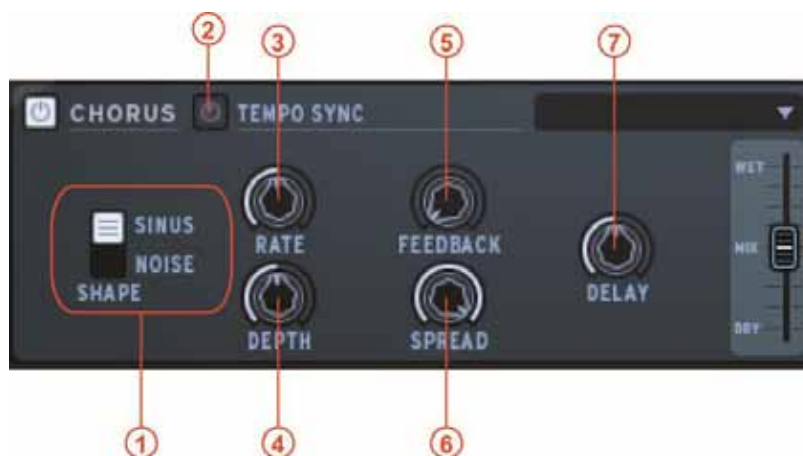 2 3 5 7
CHORUS TEMPO SYNC
WET
SINUS
RATE FEEDBACK MIX
NOISE
SHAPE DELAY
DEPTH SPREAD DRY
1 4 6